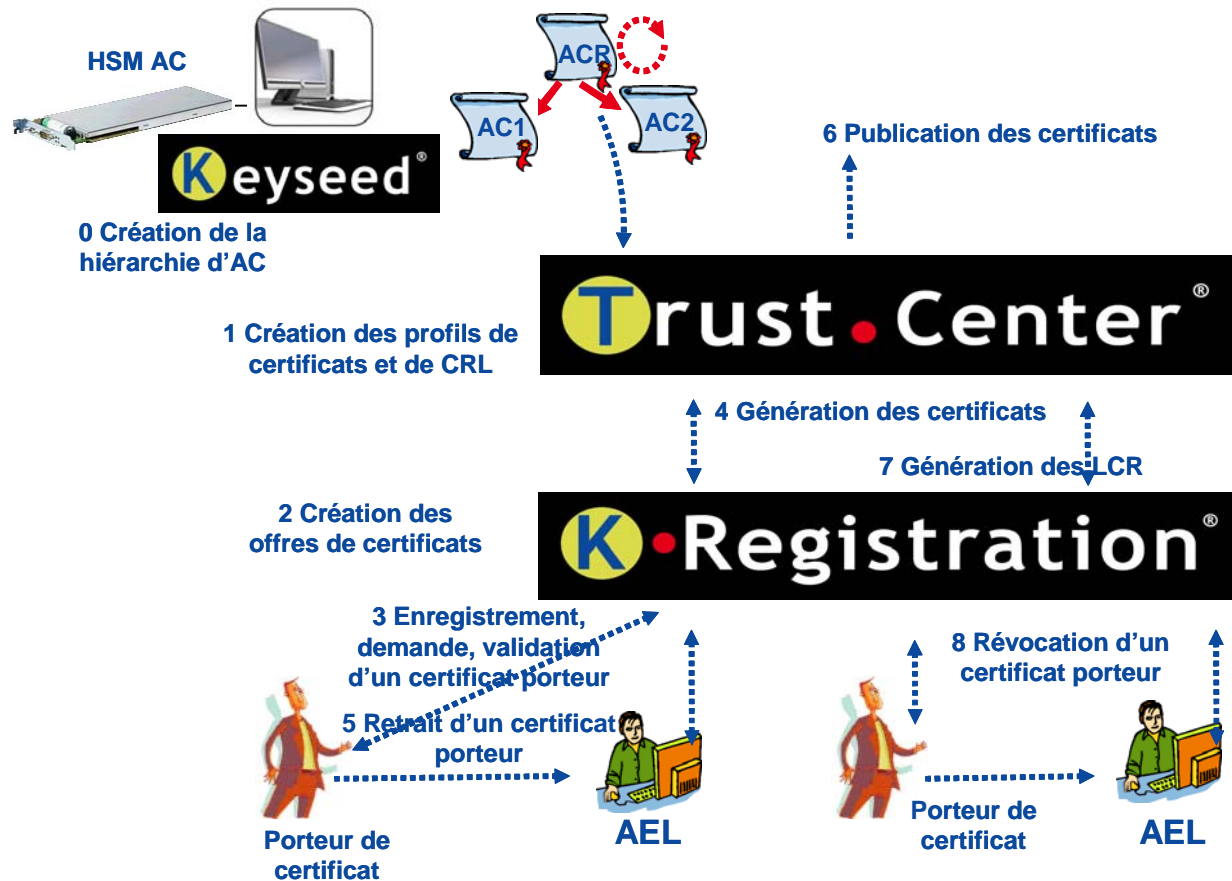 HSM AC
ACR
AC1
AC2
Keyseed®
0 Création de la
hiérarchie d'AC
6 Publication des certificats
Trust.Center®
1 Création des profils de
certificats et de CRL
4 Génération des certificats
7 Génération des LCR
2 Création des
offres de certificats
K•Registration®
3 Enregistrement,
demande, validation
d'un certificat porteur
5 Retrait d'un certificat
porteur
8 Révocation d'un
certificat porteur
Porteur de
certificat
AEL
Porteur de
certificat
AEL